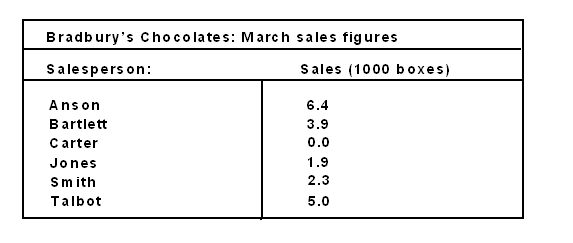 Bradbury's Chocolates: March sales figures
Salesperson: Sales (1000 boxes)
Anson 6.4
Bartlett 3.9
Carter 0.0
Jones 1.9
Smith 2.3
Talbot 5.0